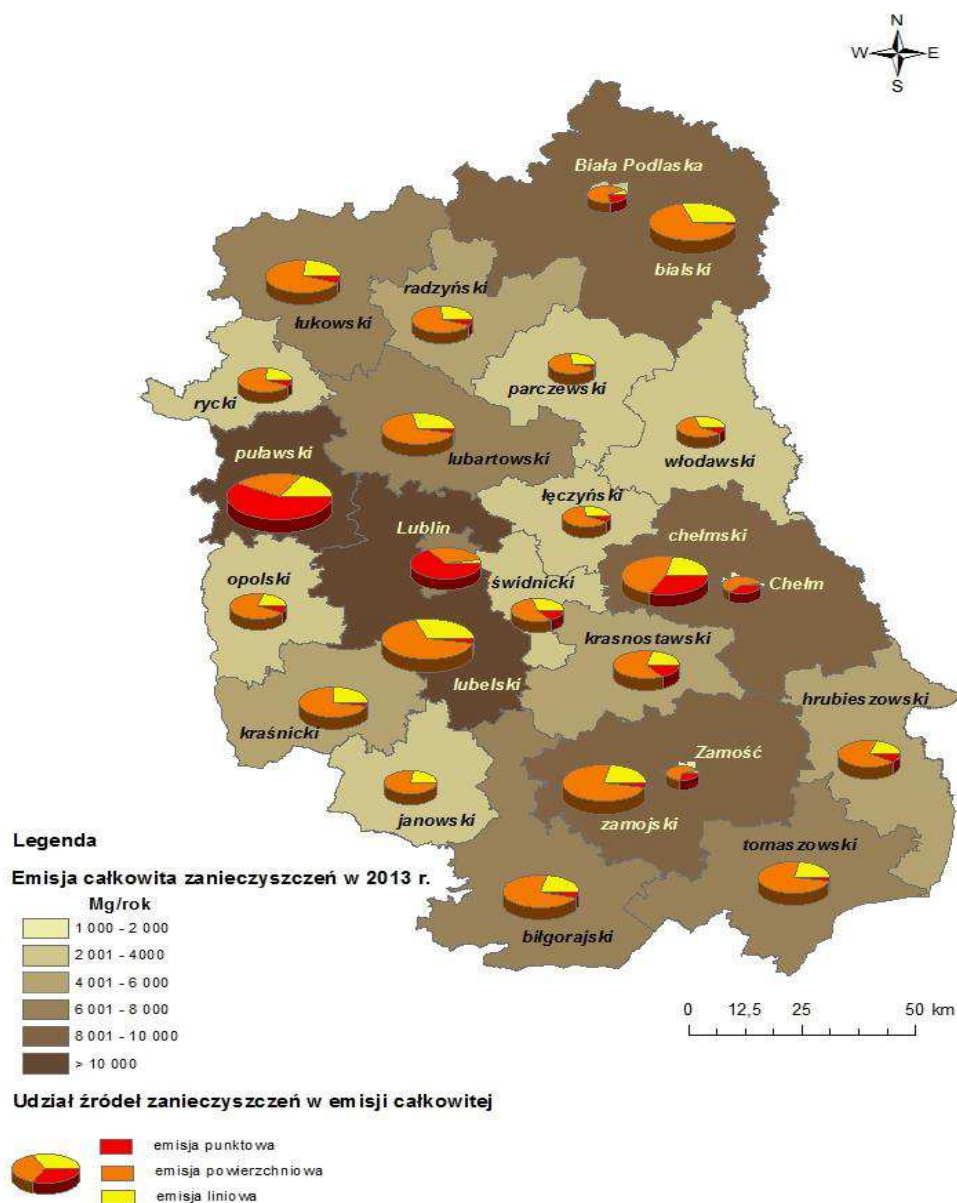 N
W E
S
Biała Podlaska
bialski
radzyński
łukowski
parczewski
rycki
włodawski
puławski
lubartowski
łęczyński
Lublin
chełmski
opolski
świdnicki
Chełm
krasnostawski
lubelski
hrubieszowski
kraśnicki
Zamość
janowski
zamojski
tomaszowski
biłgorajski
Legenda
Emisja całkowita zanieczyszczeń w 2013 r.
Mg/rok
1 000 - 2 000
2 001 - 4000
4 001 - 6 000
6 001 - 8 000
8 001 - 10 000
> 10 000
0 12,5 25 50 km
Udział źródeł zanieczyszczeń w emisji całkowitej
emisja punktowa
emisja powierzchniowa
emisja liniowa